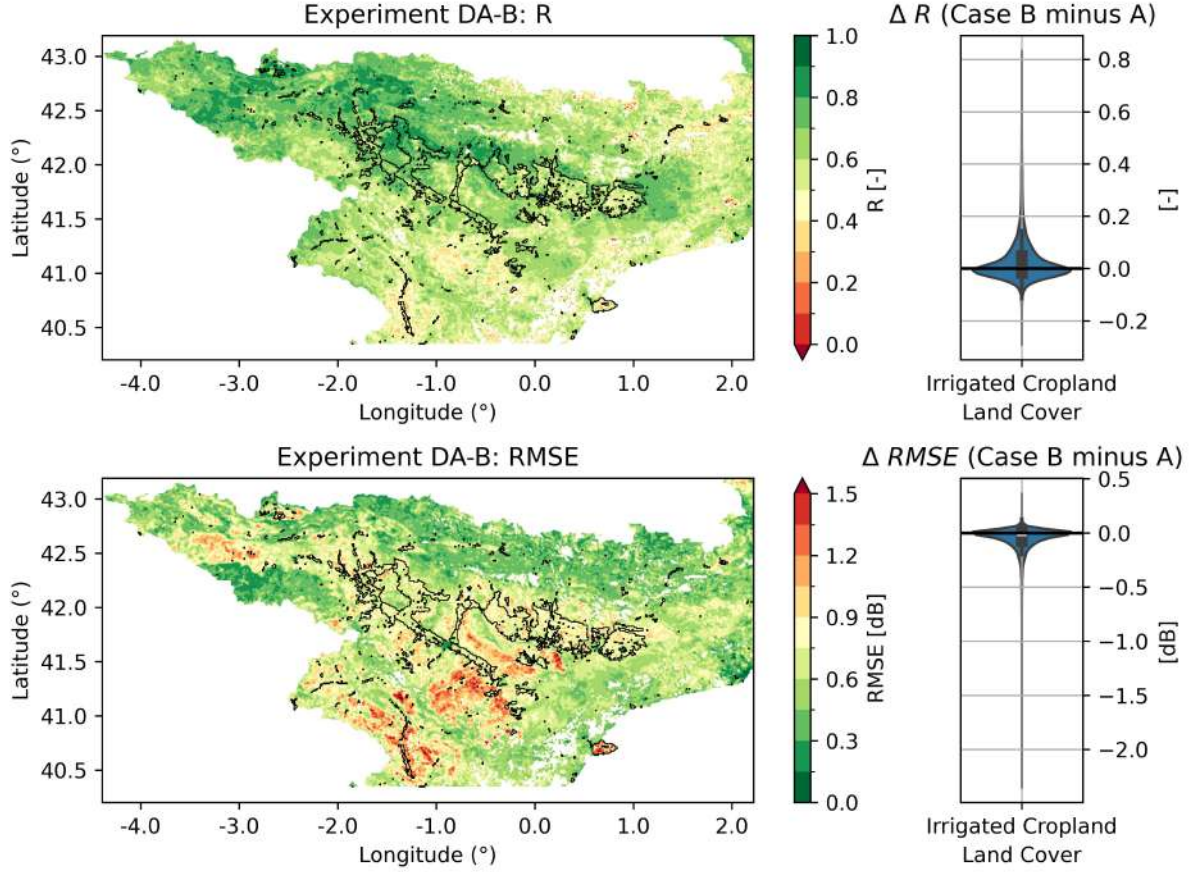 Experiment DA-B: R
Δ R (Case B minus A)
43.0
42.5
42.0
41.5
41.0
40.5
Latitude (°)
-4.0 -3.0 -2.0 -1.0 0.0 1.0 2.0
Longitude (°)
1.0
0.8
0.6
0.4
0.2
0.0
R [-]
0.8
0.6
0.4
0.2
0.0
−0.2
[-]
Irrigated Cropland
Land Cover
Experiment DA-B: RMSE
Δ RMSE (Case B minus A)
43.0
42.5
42.0
41.5
41.0
40.5
Latitude (°)
-4.0 -3.0 -2.0 -1.0 0.0 1.0 2.0
Longitude (°)
1.5
1.2
0.9
0.6
0.3
0.0
RMSE [dB]
0.5
0.0
−0.5
−1.0
−1.5
−2.0
[dB]
Irrigated Cropland
Land Cover